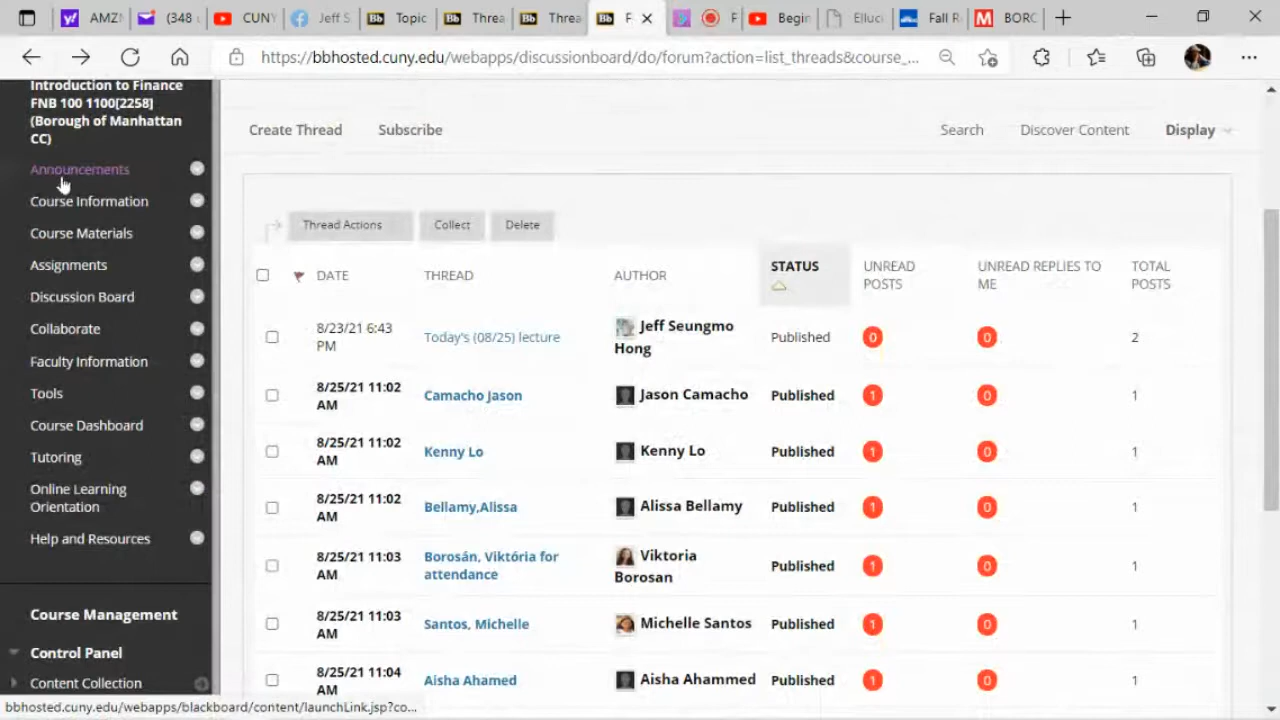 AMZN
(348
CUNY
Jeff S
Topic
Threa
Threa
F
F
Begin
Elluci
Fall R
BORC
https://bbhosted.cuny.edu/webapps/discussionboard/do/forum?action=list_threads&course_...
Introduction to Finance
FNB 100 1100[2258]
(Borough of Manhattan
CC)
Announcements
Course Information
Course Materials
Assignments
Discussion Board
Collaborate
Faculty Information
Tools
Course Dashboard
Tutoring
Online Learning
Orientation
Help and Resources
Course Management
Control Panel
Content Collection
Create Thread
Subscribe
Search
Discover Content
Display
Thread Actions
Collect
Delete
DATE
THREAD
AUTHOR
STATUS
UNREAD
POSTS
UNREAD REPLIES TO
ME
TOTAL
POSTS
8/23/21 6:43
PM
Today's (08/25) lecture
Jeff Seungmo
Hong
Published
0
0
2
8/25/21 11:02
AM
Camacho Jason
Jason Camacho
Published
1
0
1
8/25/21 11:02
AM
Kenny Lo
Kenny Lo
Published
1
0
1
8/25/21 11:02
AM
Bellamy,Alissa
Alissa Bellamy
Published
1
0
1
8/25/21 11:03
AM
Borosán, Viktória for
attendance
Viktoria
Borosan
Published
1
0
1
8/25/21 11:03
AM
Santos, Michelle
Michelle Santos
Published
1
0
1
8/25/21 11:04
AM
Aisha Ahamed
Aisha Ahammed
Published
1
0
1
bbhosted.cuny.edu/webapps/blackboard/content/launchLink.jsp?co...